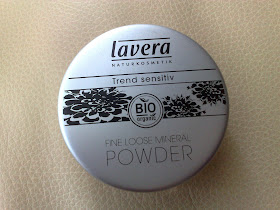 lavera
NATURKOSMETIK
Trend sensitiv
BIO
organic
FINE LOOSE MINERAL
POWDER